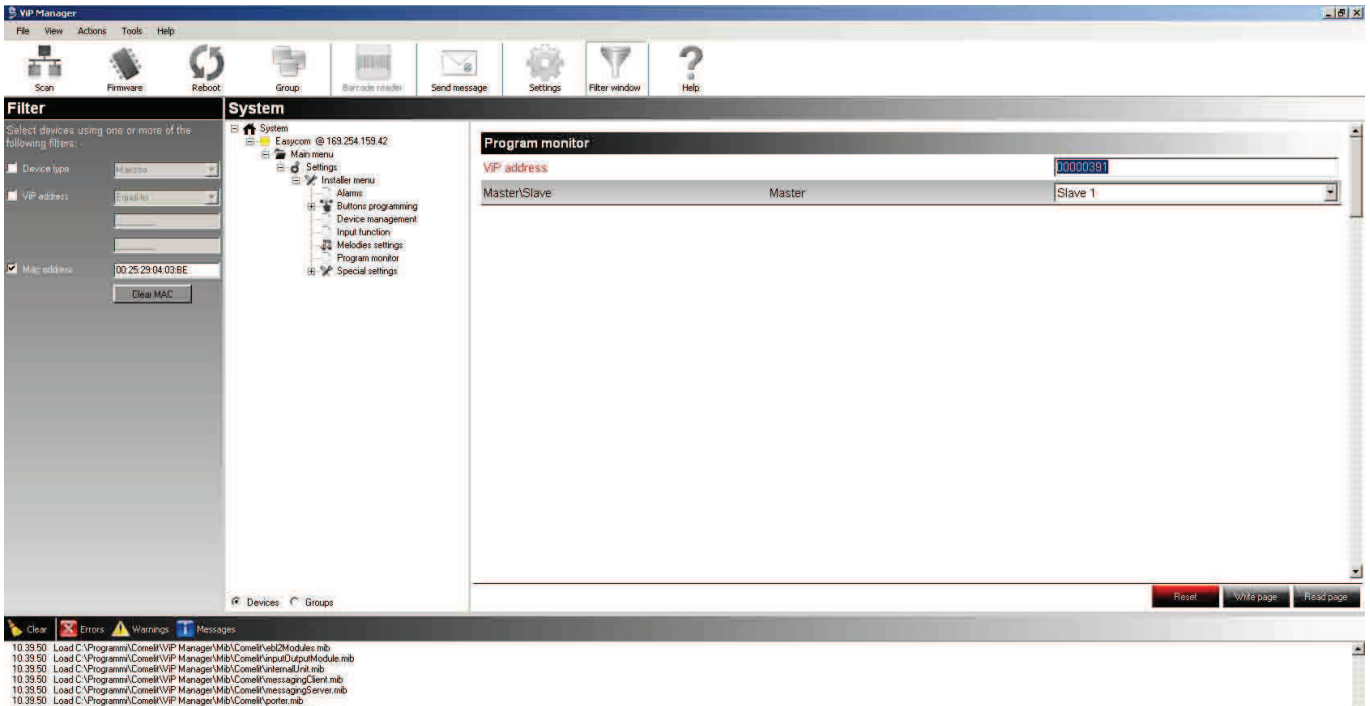 ViP Manager
File View Actions Tools Help
Scan Firmware Reboot Group Barcode reader Send message Settings Filter window Help
Filter
Select devices using one or more of the
following filters:
Device type Maestro
ViP address Equal to
Mac address 00:25:29:04:03:BE
Clear MAC
System
System
Easycom @ 169.254.159.42
Main menu
Settings
Installer menu
Alarms
Buttons programming
Device management
Input function
Melodies settings
Program monitor
Special settings
Devices Groups
Program monitor
ViP address 00000391
Master\Slave Master Slave 1
Reset Write page Read page
Clear Errors Warnings Messages
10.39.50 Load C:\Programmi\Comelit\ViP Manager\Mib\Comelit\ebl2Modules.mib
10.39.50 Load C:\Programmi\Comelit\ViP Manager\Mib\Comelit\inputOutputModule.mib
10.39.50 Load C:\Programmi\Comelit\ViP Manager\Mib\Comelit\internalUnit.mib
10.39.50 Load C:\Programmi\Comelit\ViP Manager\Mib\Comelit\messagingClient.mib
10.39.50 Load C:\Programmi\Comelit\ViP Manager\Mib\Comelit\messagingServer.mib
10.39.50 Load C:\Programmi\Comelit\ViP Manager\Mib\Comelit\porter.mib